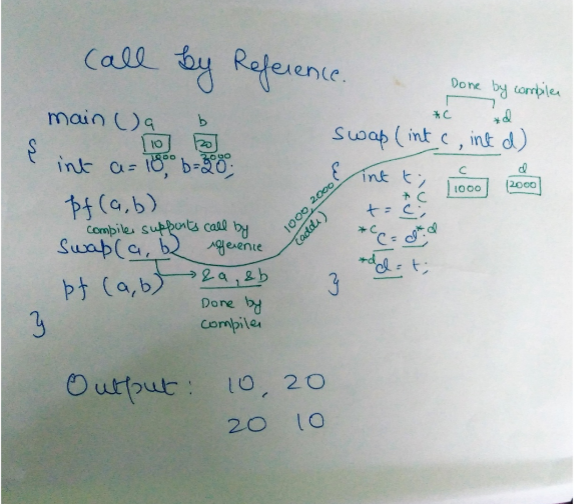 Call by Reference.
Done by compiler
*c *d
main() a b
10 20
1000 2000
swap(int c, int d)
{
int a=10, b=20;
{ int t;
c d
1000 2000
pf(a,b)
compiler supports call by
reference
1000, 2000
(adds)
*c
t = c;
swap(a, b)
*c *d
c = d
pf (a,b) &a, &b
*d
d = t;
Done by
compiler
}
}
Output: 10, 20
20 10